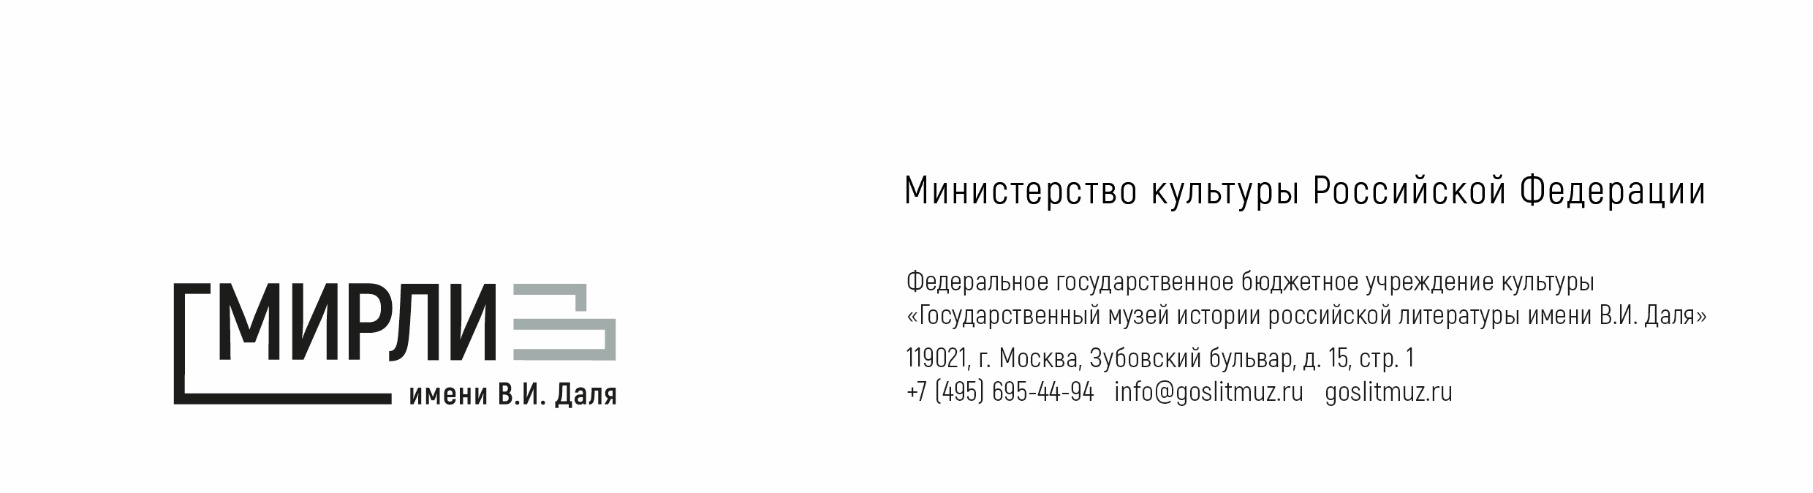 ГМИРЛИ
имени В.И. Даля
Министерство культуры Российской Федерации
Федеральное государственное бюджетное учреждение культуры
«Государственный музей истории российской литературы имени В.И. Даля»
119021, г. Москва, Зубовский бульвар, д. 15, стр. 1
+7 (495) 695-44-94 info@goslitmuz.ru goslitmuz.ru